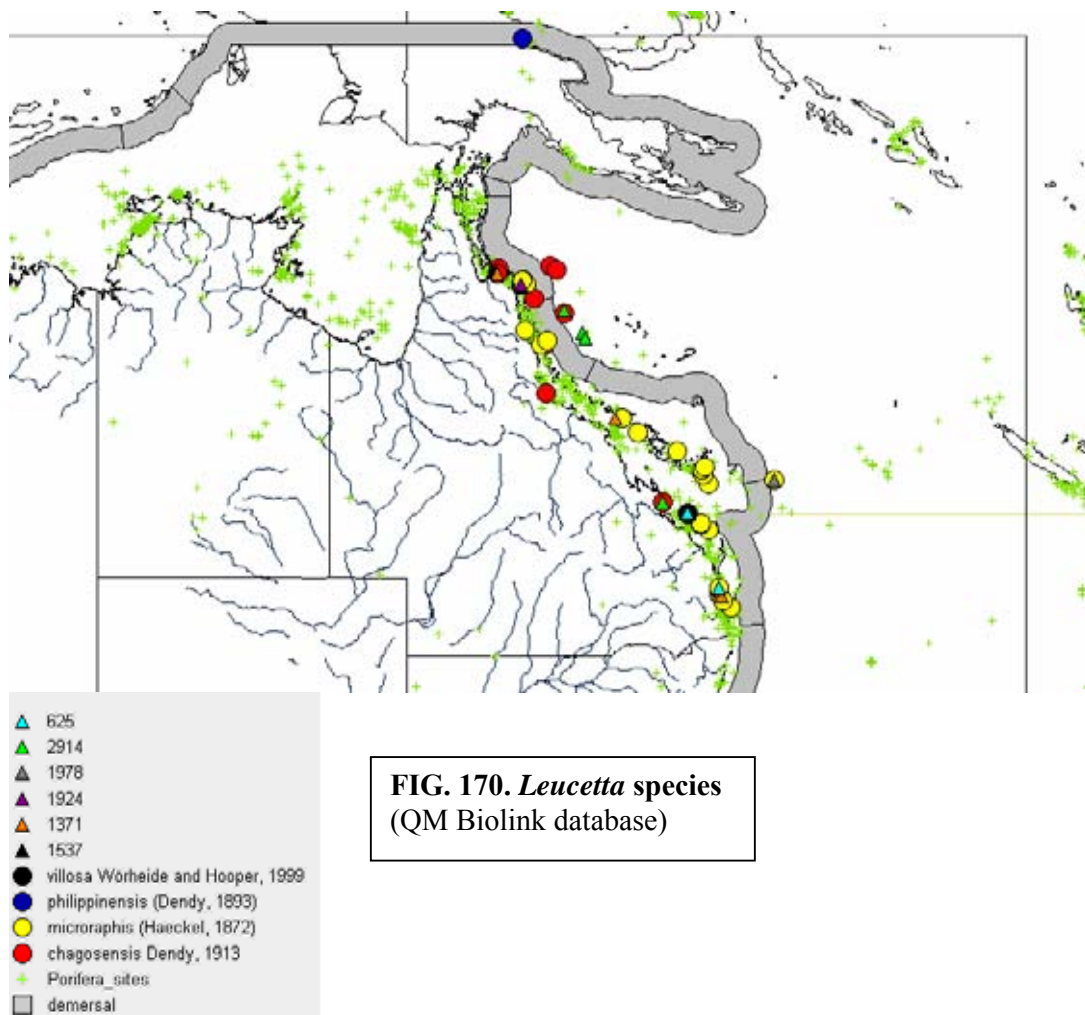 625
2914
1978
1924
1371
1537
villosa Wörheide and Hooper, 1999
philippinensis (Dendy, 1893)
microraphis (Haeckel, 1872)
chagosensis Dendy, 1913
Porifera_sites
demersal
FIG. 170. Leucetta species
(QM Biolink database)